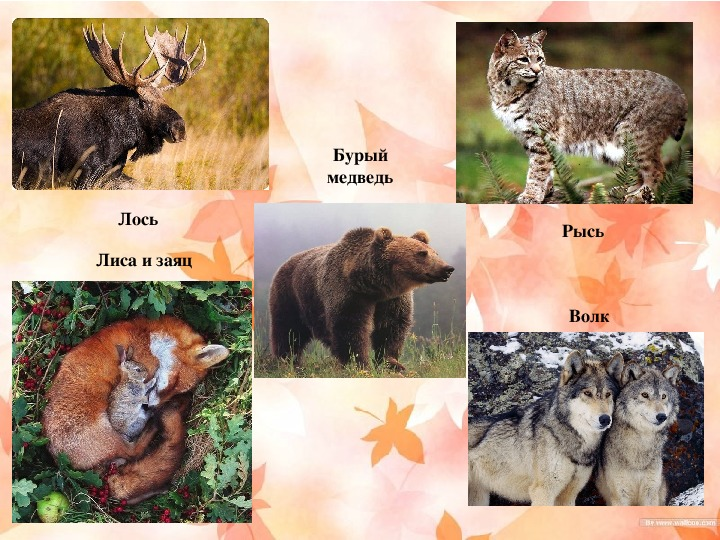 Бурый
медведь
Лось
Рысь
Лиса и заяц
Волк